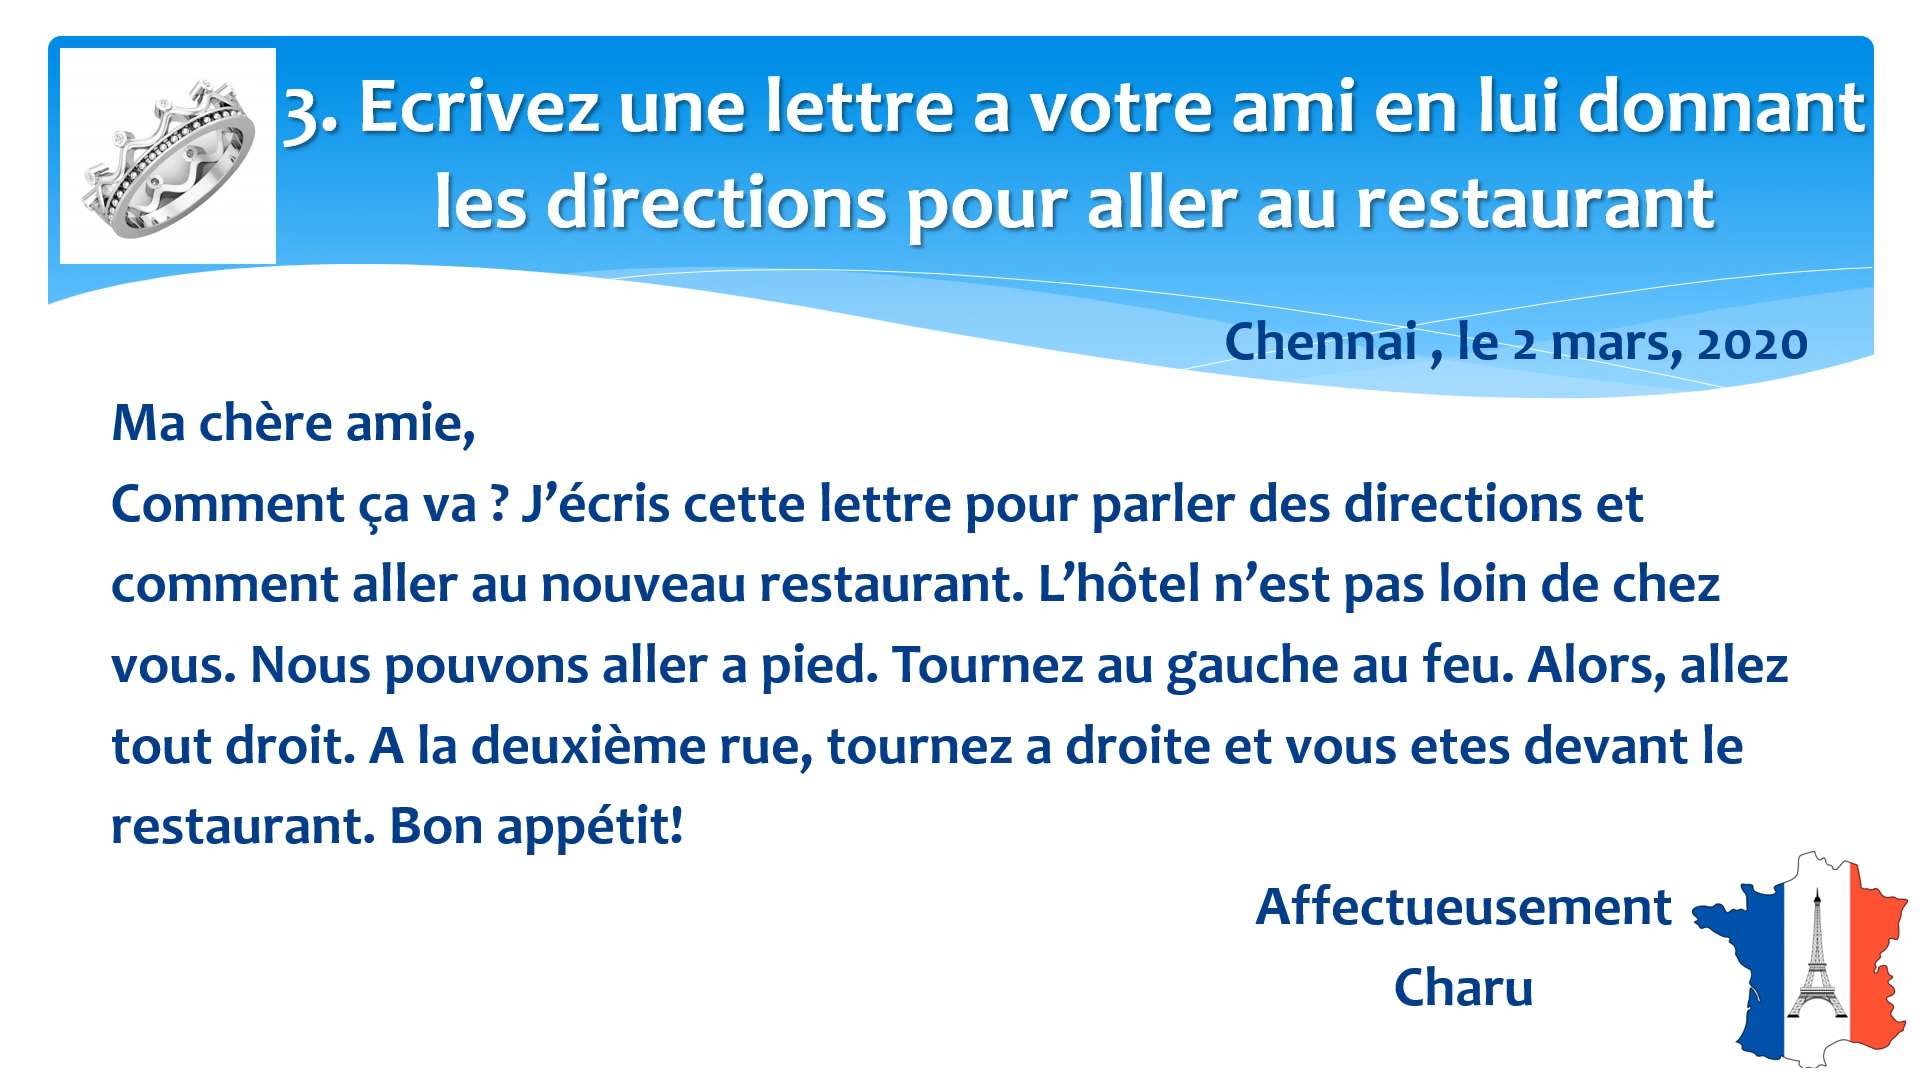 3. Ecrivez une lettre a votre ami en lui donnant
les directions pour aller au restaurant
Chennai , le 2 mars, 2020
Ma chère amie,
Comment ça va ? J’écris cette lettre pour parler des directions et
comment aller au nouveau restaurant. L’hôtel n’est pas loin de chez
vous. Nous pouvons aller a pied. Tournez au gauche au feu. Alors, allez
tout droit. A la deuxième rue, tournez a droite et vous etes devant le
restaurant. Bon appétit!
Affectueusement
Charu